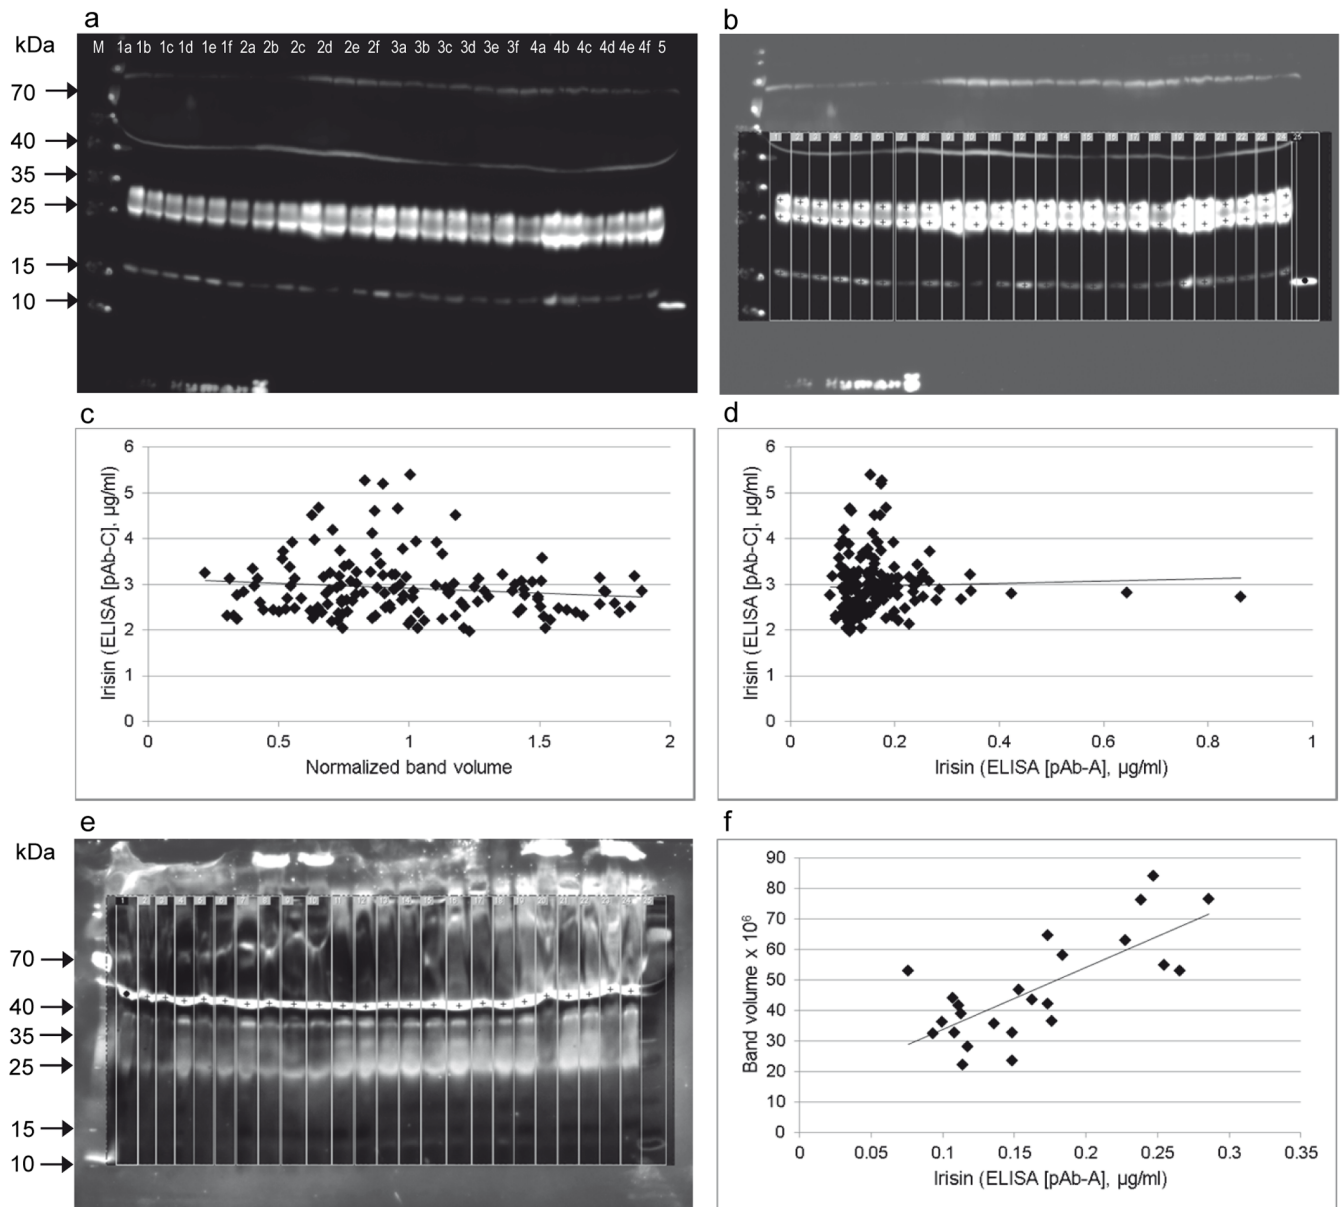 a
b
kDa
M 1a 1b 1c 1d 1e 1f 2a 2b 2c 2d 2e 2f 3a 3b 3c 3d 3e 3f 4a 4b 4c 4d 4e 4f 5
70
40
35
25
15
10
c
Irisin (ELISA [pAb-C], µg/ml)
6
5
4
3
2
1
0
0 0.5 1 1.5 2
Normalized band volume
d
Irisin (ELISA [pAb-C], µg/ml)
6
5
4
3
2
1
0
0 0.2 0.4 0.6 0.8 1
Irisin (ELISA [pAb-A], µg/ml)
e
kDa
70
40
35
25
15
10
f
Band volume x 10⁶
90
80
70
60
50
40
30
20
10
0
0 0.05 0.1 0.15 0.2 0.25 0.3 0.35
Irisin (ELISA [pAb-A], µg/ml)